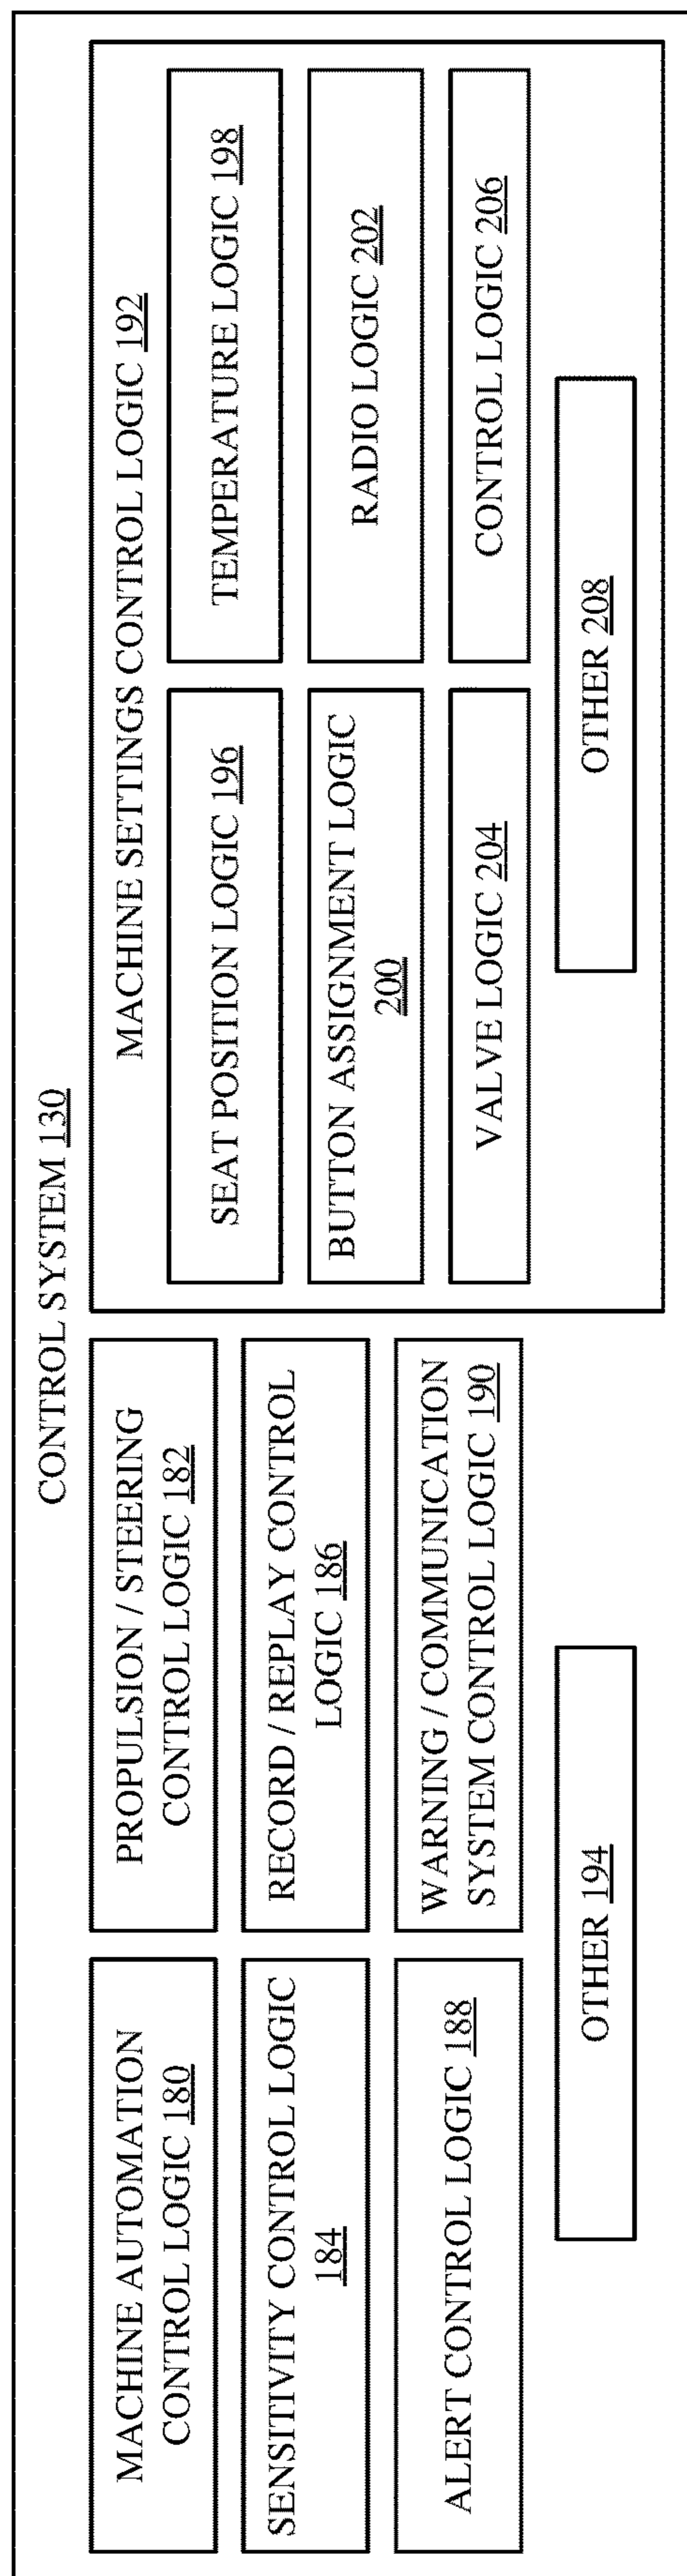 CONTROL SYSTEM 130
MACHINE AUTOMATION
CONTROL LOGIC 180
PROPULSION / STEERING
CONTROL LOGIC 182
SENSITIVITY CONTROL LOGIC
184
RECORD / REPLAY CONTROL
LOGIC 186
ALERT CONTROL LOGIC 188
WARNING / COMMUNICATION
SYSTEM CONTROL LOGIC 190
OTHER 194
MACHINE SETTINGS CONTROL LOGIC 192
SEAT POSITION LOGIC 196
TEMPERATURE LOGIC 198
BUTTON ASSIGNMENT LOGIC
200
RADIO LOGIC 202
VALVE LOGIC 204
CONTROL LOGIC 206
OTHER 208